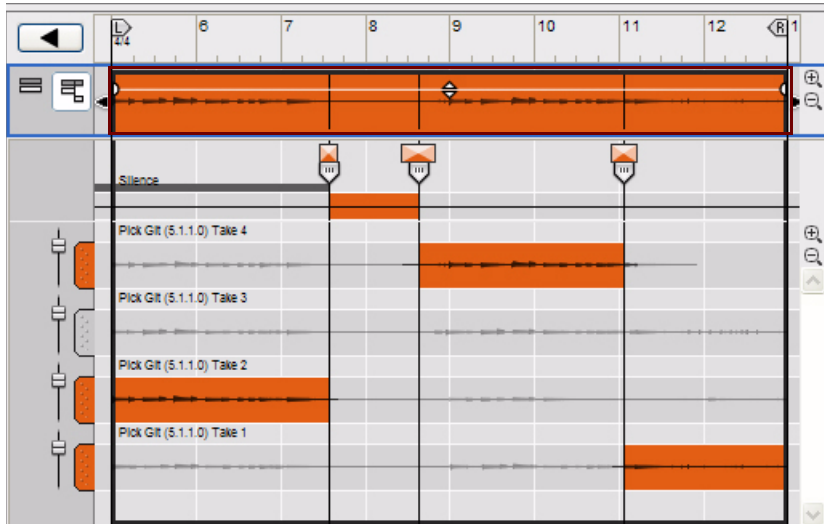 L 6 7 8 9 10 11 12 R 1
4/4
Silence
Pick Git (5.1.1.0) Take 4
Pick Git (5.1.1.0) Take 3
Pick Git (5.1.1.0) Take 2
Pick Git (5.1.1.0) Take 1